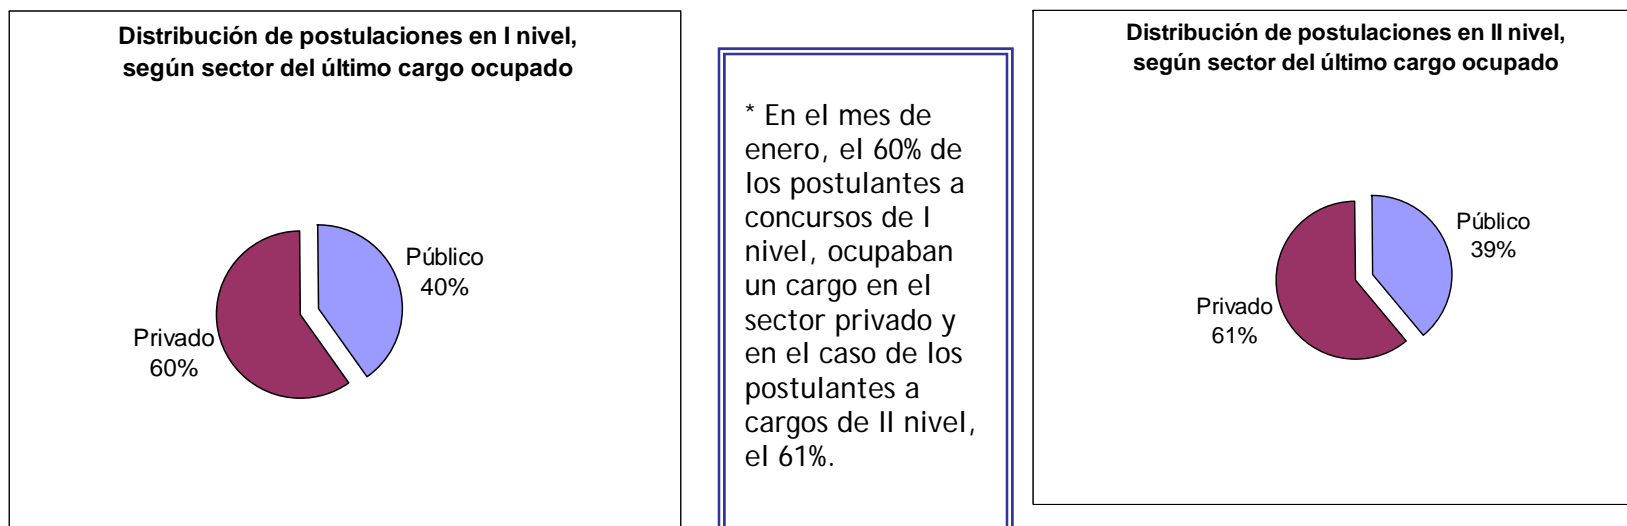 Distribución de postulaciones en I nivel,
según sector del último cargo ocupado
Público
40%
Privado
60%
* En el mes de
enero, el 60% de
los postulantes a
concursos de I
nivel, ocupaban
un cargo en el
sector privado y
en el caso de los
postulantes a
cargos de II nivel,
el 61%.
Distribución de postulaciones en II nivel,
según sector del último cargo ocupado
Público
39%
Privado
61%